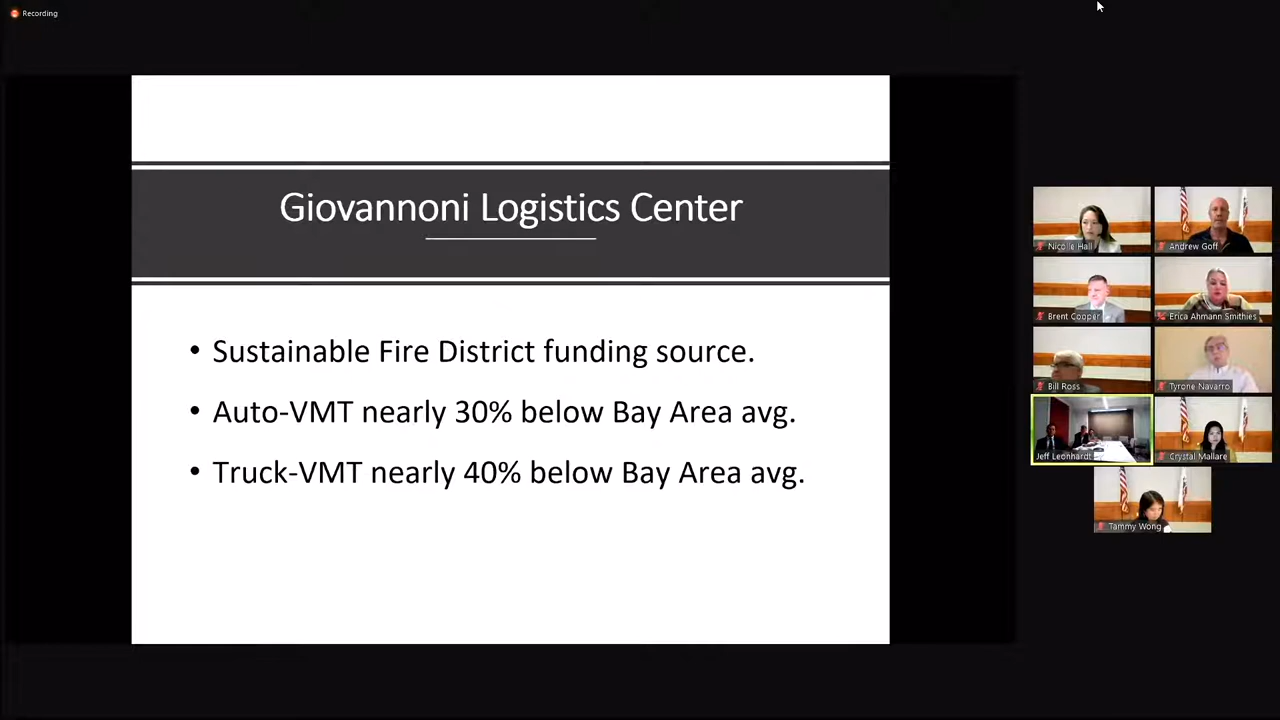 Recording
Giovannoni Logistics Center
• Sustainable Fire District funding source.
• Auto-VMT nearly 30% below Bay Area avg.
• Truck-VMT nearly 40% below Bay Area avg.
Nicole Hall
Andrew Goff
Brent Cooper
Erica Ahmann Smithies
Bill Ross
Tyrone Navarro
Jeff Leonhardt
Crystal Mallare
Tammy Wong